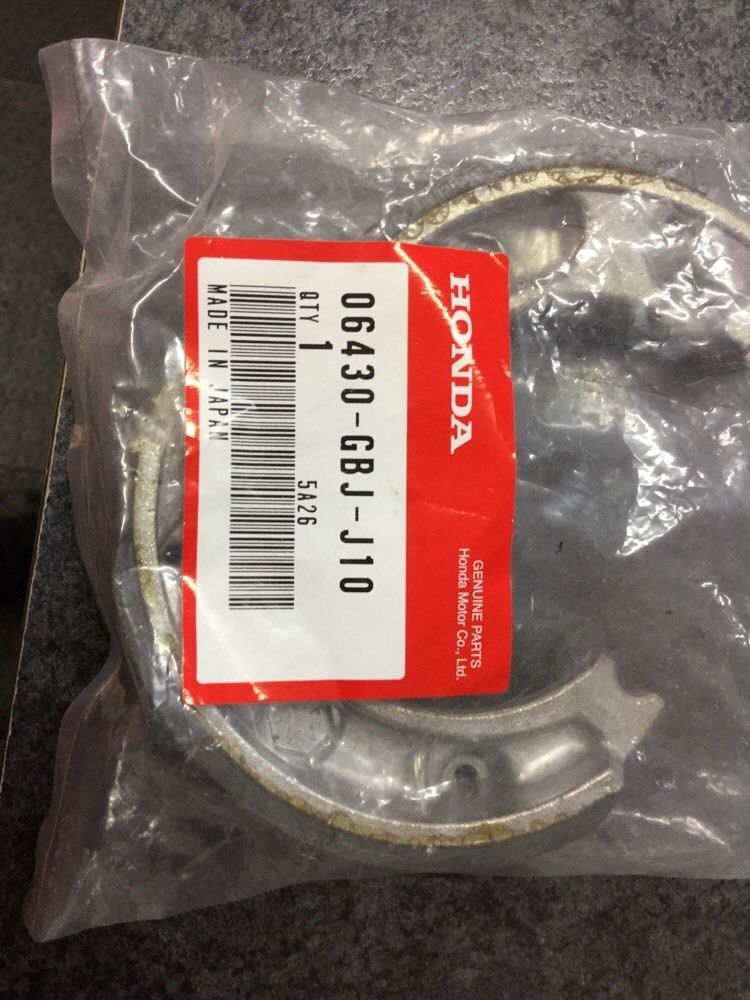 HONDA
GENUINE PARTS
Honda Motor Co., Ltd.
06430-GBJ-J10
QTY 1
5A26
MADE IN JAPAN